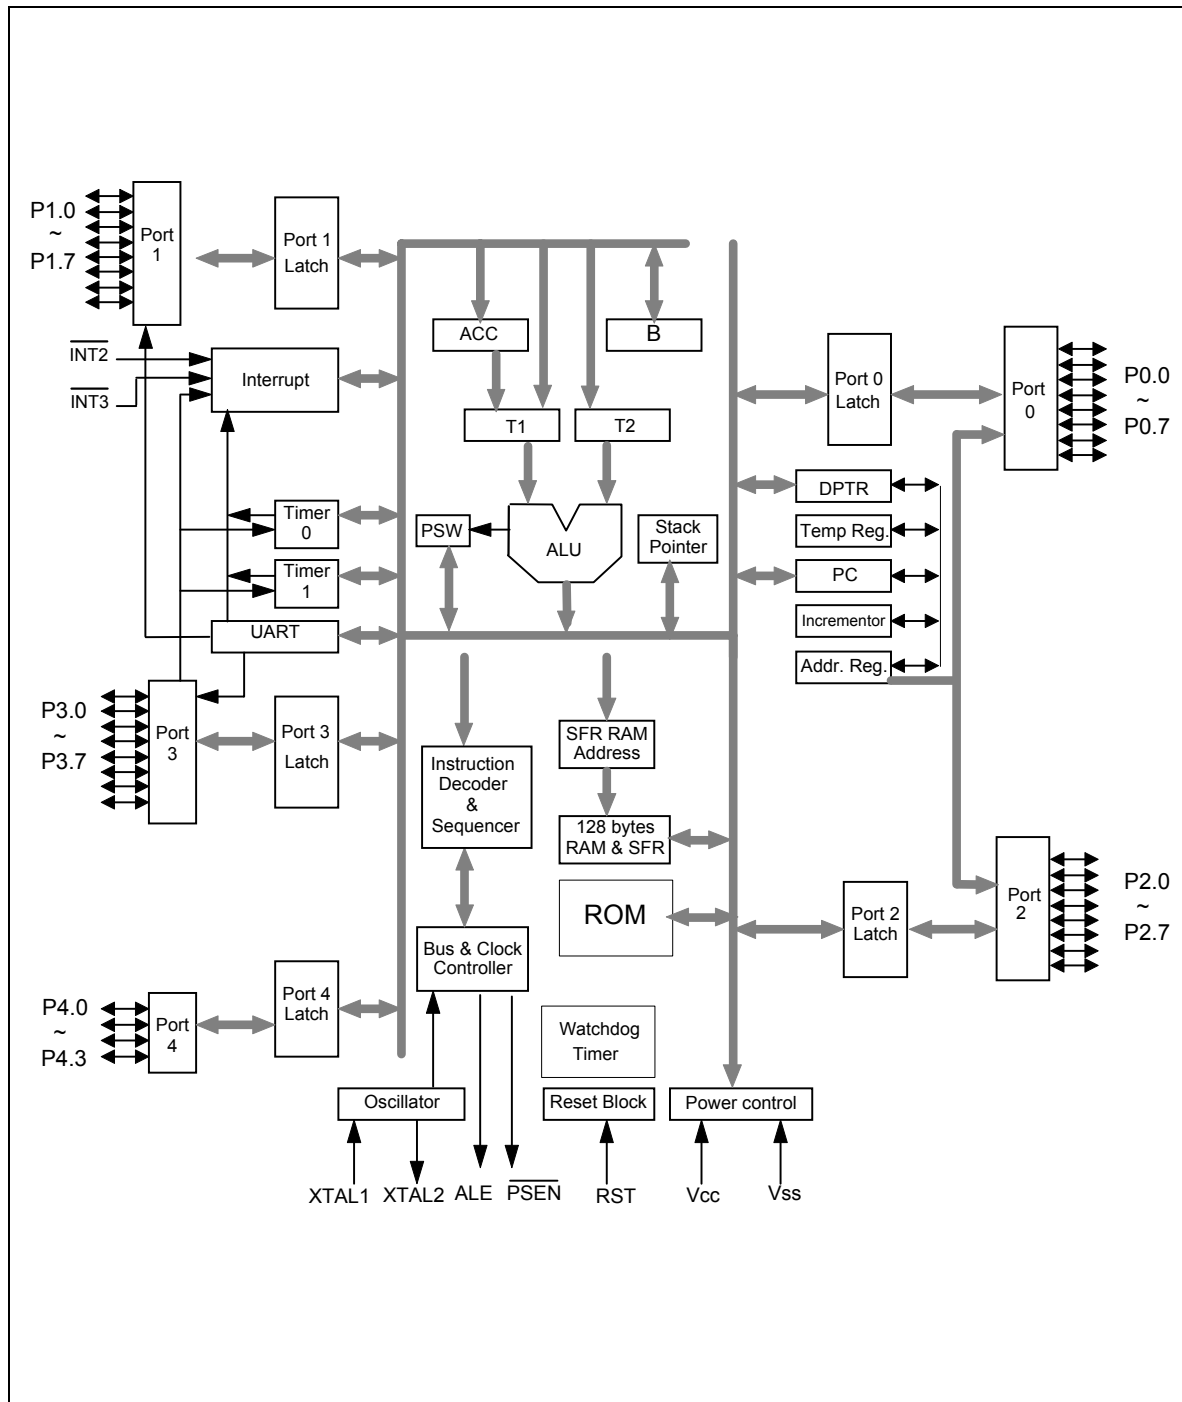 P1.0
~
P1.7
Port
1
Port 1
Latch
INT2
INT3
Interrupt
ACC
B
T1
T2
PSW
ALU
Stack
Pointer
Timer
0
Timer
1
UART
Port 0
Latch
Port
0
P0.0
~
P0.7
DPTR
Temp Reg.
PC
Incrementor
Addr. Reg.
P3.0
~
P3.7
Port
3
Port 3
Latch
Instruction
Decoder
&
Sequencer
SFR RAM
Address
128 bytes
RAM & SFR
ROM
Port 2
Latch
Port
2
P2.0
~
P2.7
Bus & Clock
Controller
P4.0
~
P4.3
Port
4
Port 4
Latch
Watchdog
Timer
Oscillator
Reset Block
Power control
XTAL1
XTAL2
ALE
PSEN
RST
Vcc
Vss